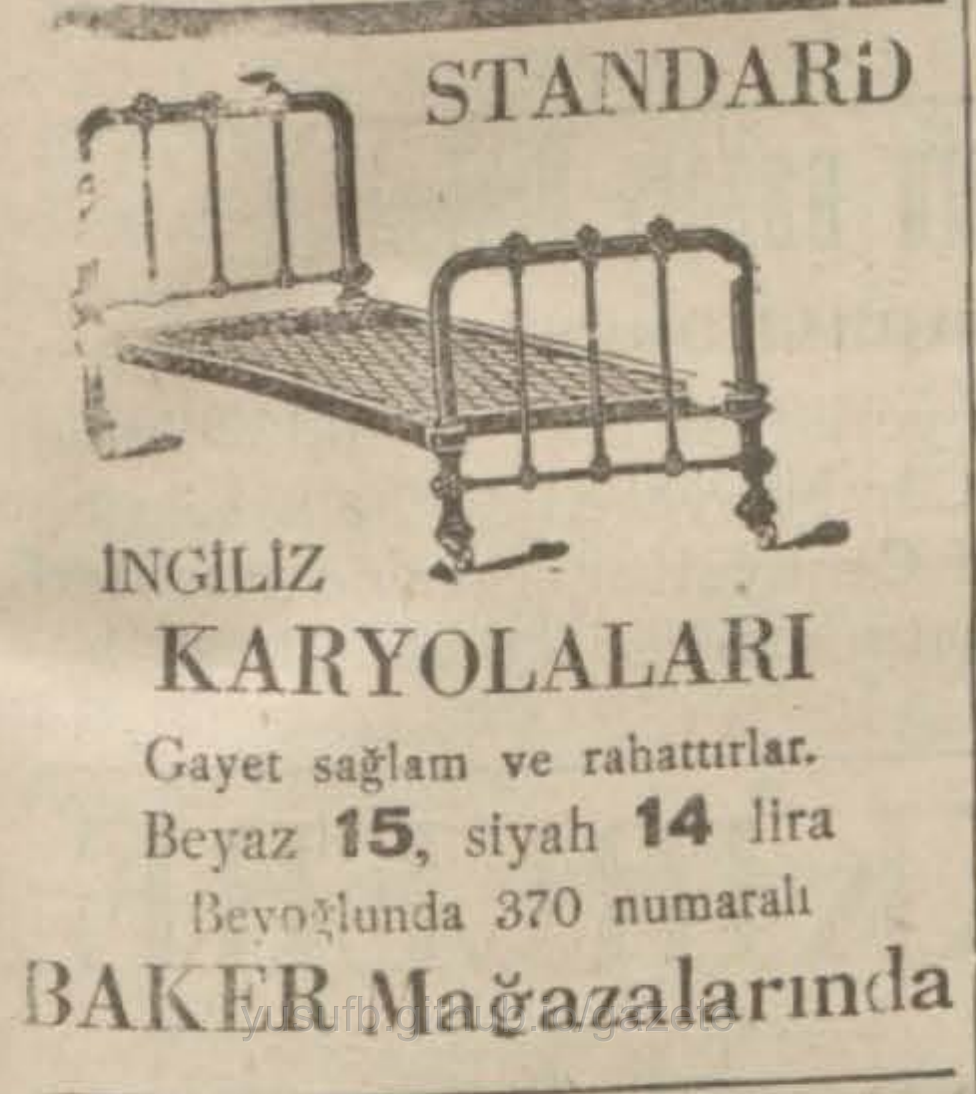 STANDARD
İNGİLİZ
KARYOLALARI
Gayet sağlam ve rahattırlar.
Beyaz 15, siyah 14 lira
Beyoğlunda 370 numaralı
BAKER Mağazalarında
yusufb.github.io/gazete